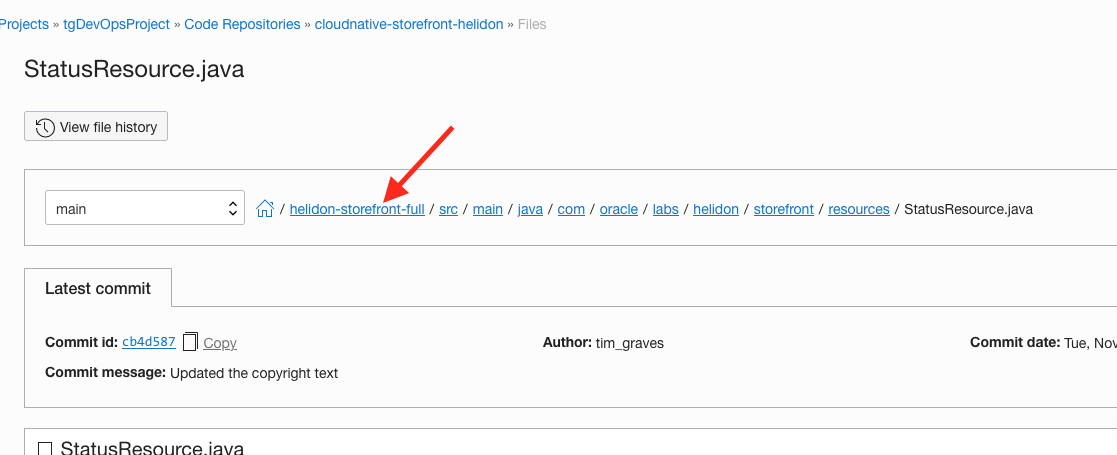 Projects » tgDevOpsProject » Code Repositories » cloudnative-storefront-helidon » Files
StatusResource.java
View file history
main / helidon-storefront-full / src / main / java / com / oracle / labs / helidon / storefront / resources / StatusResource.java
Latest commit
Commit id: cb4d587 Copy Author: tim_graves Commit date: Tue, Nov
Commit message: Updated the copyright text
StatusResource.java